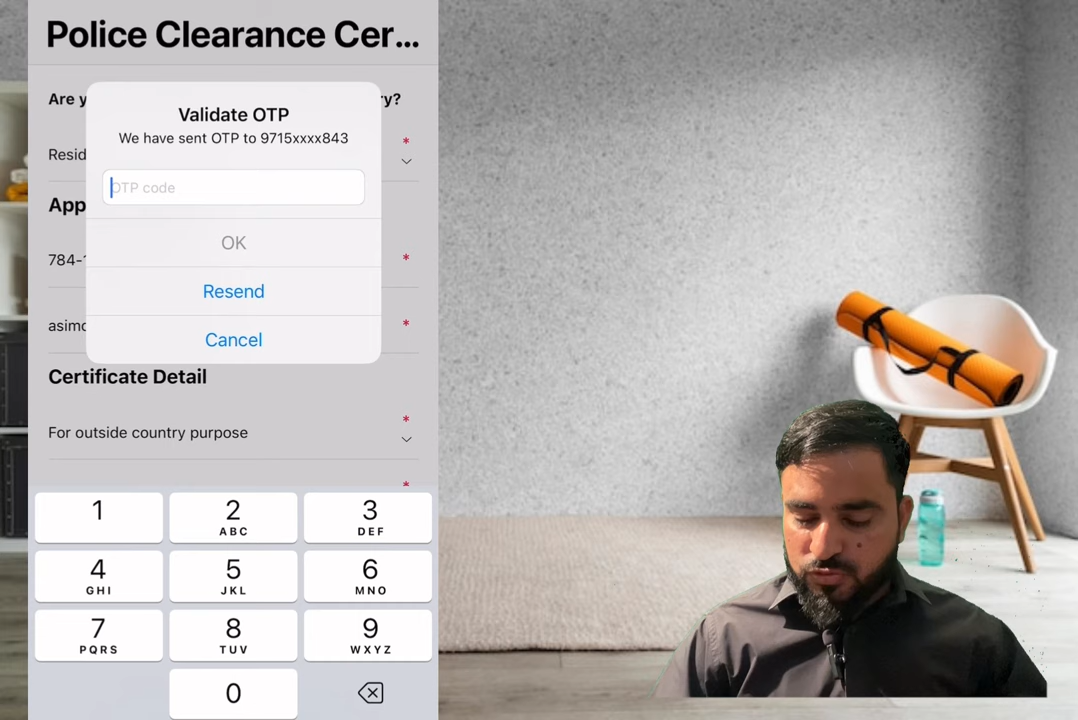 Police Clearance Cer...
Are y
ry?
Validate OTP
We have sent OTP to 9715xxxx843
Resid
*
OTP code
App
OK
784-
*
Resend
asimo
*
Cancel
Certificate Detail
*
For outside country purpose
*
1
2
ABC
3
DEF
4
GHI
5
JKL
6
MNO
7
PQRS
8
TUV
9
WXYZ
0